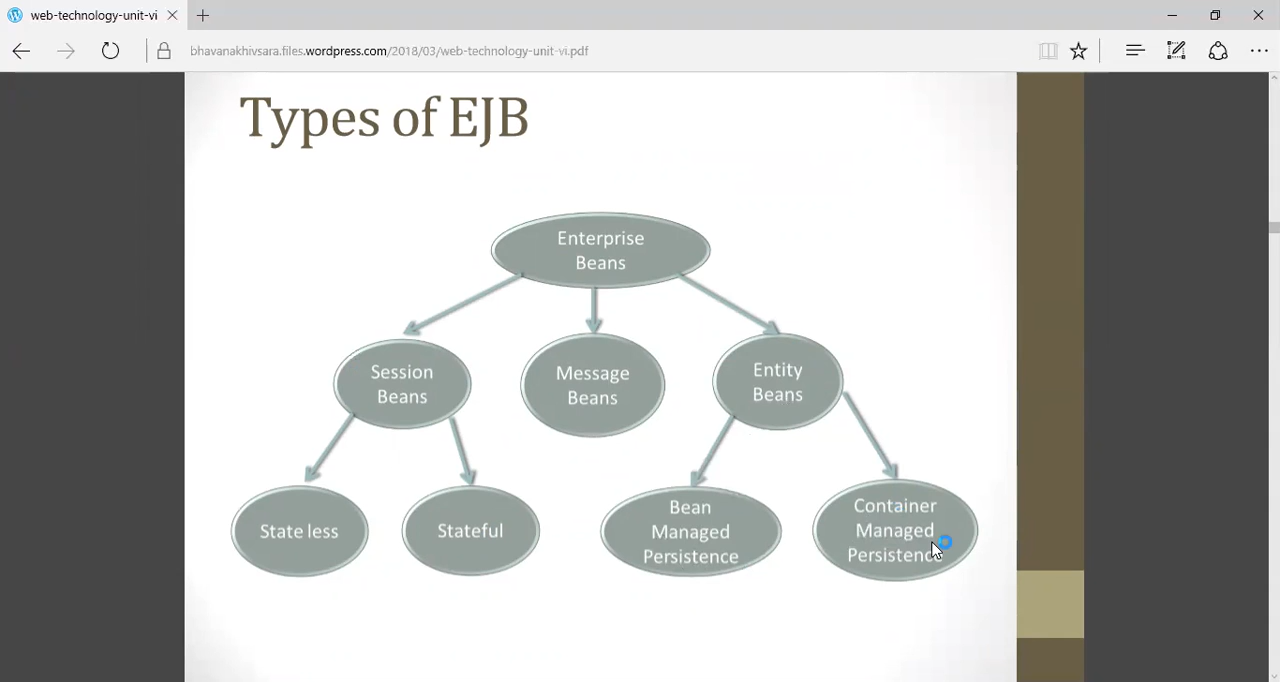 web-technology-unit-vi
bhavanakhivsara.files.wordpress.com/2018/03/web-technology-unit-vi.pdf
Types of EJB
Enterprise
Beans
Session
Beans
Message
Beans
Entity
Beans
State less
Stateful
Bean
Managed
Persistence
Container
Managed
Persistence